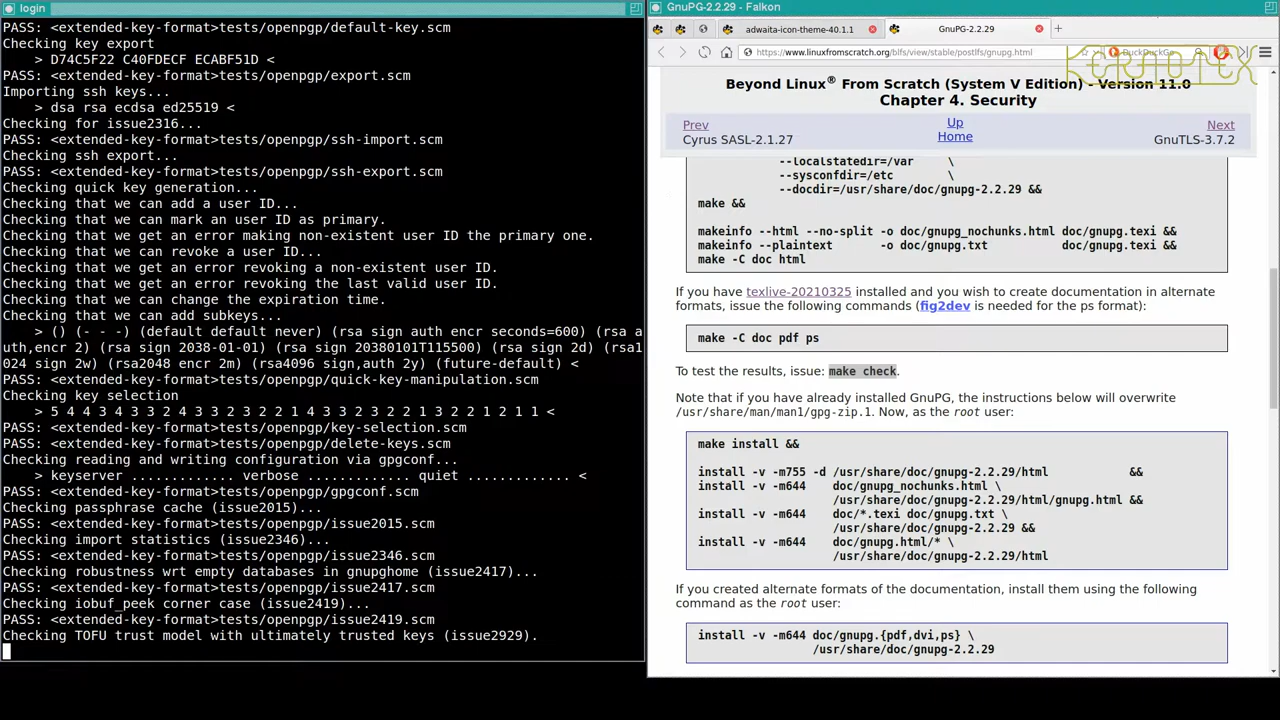 login
PASS: <extended-key-format>tests/openpgp/default-key.scm
Checking key export
> D74C5F22 C40FDECF ECABF51D <
PASS: <extended-key-format>tests/openpgp/export.scm
Importing ssh keys...
> dsa rsa ecdsa ed25519 <
Checking for issue2316...
PASS: <extended-key-format>tests/openpgp/ssh-import.scm
Checking ssh export...
PASS: <extended-key-format>tests/openpgp/ssh-export.scm
Checking quick key generation...
Checking that we can add a user ID...
Checking that we can mark an user ID as primary.
Checking that we get an error making non-existent user ID the primary one.
Checking that we can revoke a user ID...
Checking that we get an error revoking a non-existent user ID.
Checking that we get an error revoking the last valid user ID.
Checking that we can change the expiration time.
Checking that we can add subkeys...
> () (- - -) (default default never) (rsa sign auth encr seconds=600) (rsa a
uth,encr 2) (rsa sign 2038-01-01) (rsa sign 20380101T115500) (rsa sign 2d) (rsa1
024 sign 2w) (rsa2048 encr 2m) (rsa4096 sign,auth 2y) (future-default) <
PASS: <extended-key-format>tests/openpgp/quick-key-manipulation.scm
Checking key selection
> 5 4 4 3 4 3 3 2 4 3 3 2 3 2 2 1 4 3 3 2 3 2 2 1 3 2 2 1 2 1 1 <
PASS: <extended-key-format>tests/openpgp/key-selection.scm
PASS: <extended-key-format>tests/openpgp/delete-keys.scm
Checking reading and writing configuration via gpgconf...
> keyserver ............. verbose ............. quiet ............. <
PASS: <extended-key-format>tests/openpgp/gpgconf.scm
Checking passphrase cache (issue2015)...
PASS: <extended-key-format>tests/openpgp/issue2015.scm
Checking import statistics (issue2346)...
PASS: <extended-key-format>tests/openpgp/issue2346.scm
Checking robustness wrt empty databases in gnupghome (issue2417)...
PASS: <extended-key-format>tests/openpgp/issue2417.scm
Checking iobuf_peek corner case (issue2419)...
PASS: <extended-key-format>tests/openpgp/issue2419.scm
Checking TOFU trust model with ultimately trusted keys (issue2929).
GnuPG-2.2.29 - Falkon
adwaita-icon-theme-40.1.1
GnuPG-2.2.29
https://www.linuxfromscratch.org/blfs/view/stable/postlfs/gnupg.html
DuckDuckGo
KERNOTEX
Beyond Linux® From Scratch (System V Edition) - Version 11.0
Chapter 4. Security
Prev Up Next
Cyrus SASL-2.1.27 Home GnuTLS-3.7.2
--localstatedir=/var \
--sysconfdir=/etc \
--docdir=/usr/share/doc/gnupg-2.2.29 &&
make &&
makeinfo --html --no-split -o doc/gnupg_nochunks.html doc/gnupg.texi &&
makeinfo --plaintext -o doc/gnupg.txt doc/gnupg.texi &&
make -C doc html
If you have texlive-20210325 installed and you wish to create documentation in alternate
formats, issue the following commands (fig2dev is needed for the ps format):
make -C doc pdf ps
To test the results, issue: make check.
Note that if you have already installed GnuPG, the instructions below will overwrite
/usr/share/man/man1/gpg-zip.1. Now, as the root user:
make install &&
install -v -m755 -d /usr/share/doc/gnupg-2.2.29/html &&
install -v -m644 doc/gnupg_nochunks.html \
/usr/share/doc/gnupg-2.2.29/html/gnupg.html &&
install -v -m644 doc/*.texi doc/gnupg.txt \
/usr/share/doc/gnupg-2.2.29 &&
install -v -m644 doc/gnupg.html/* \
/usr/share/doc/gnupg-2.2.29/html
If you created alternate formats of the documentation, install them using the following
command as the root user:
install -v -m644 doc/gnupg.{pdf,dvi,ps} \
/usr/share/doc/gnupg-2.2.29